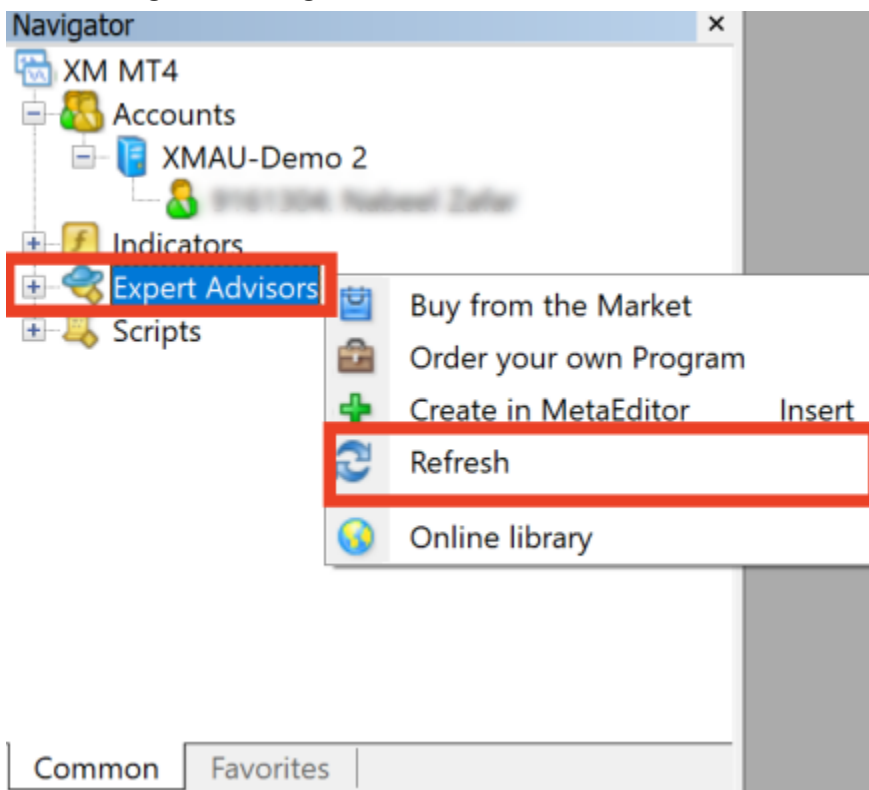 Navigator
XM MT4
Accounts
XMAU-Demo 2
Indicators
Expert Advisors
Scripts
Buy from the Market
Order your own Program
Create in MetaEditor Insert
Refresh
Online library
Common Favorites